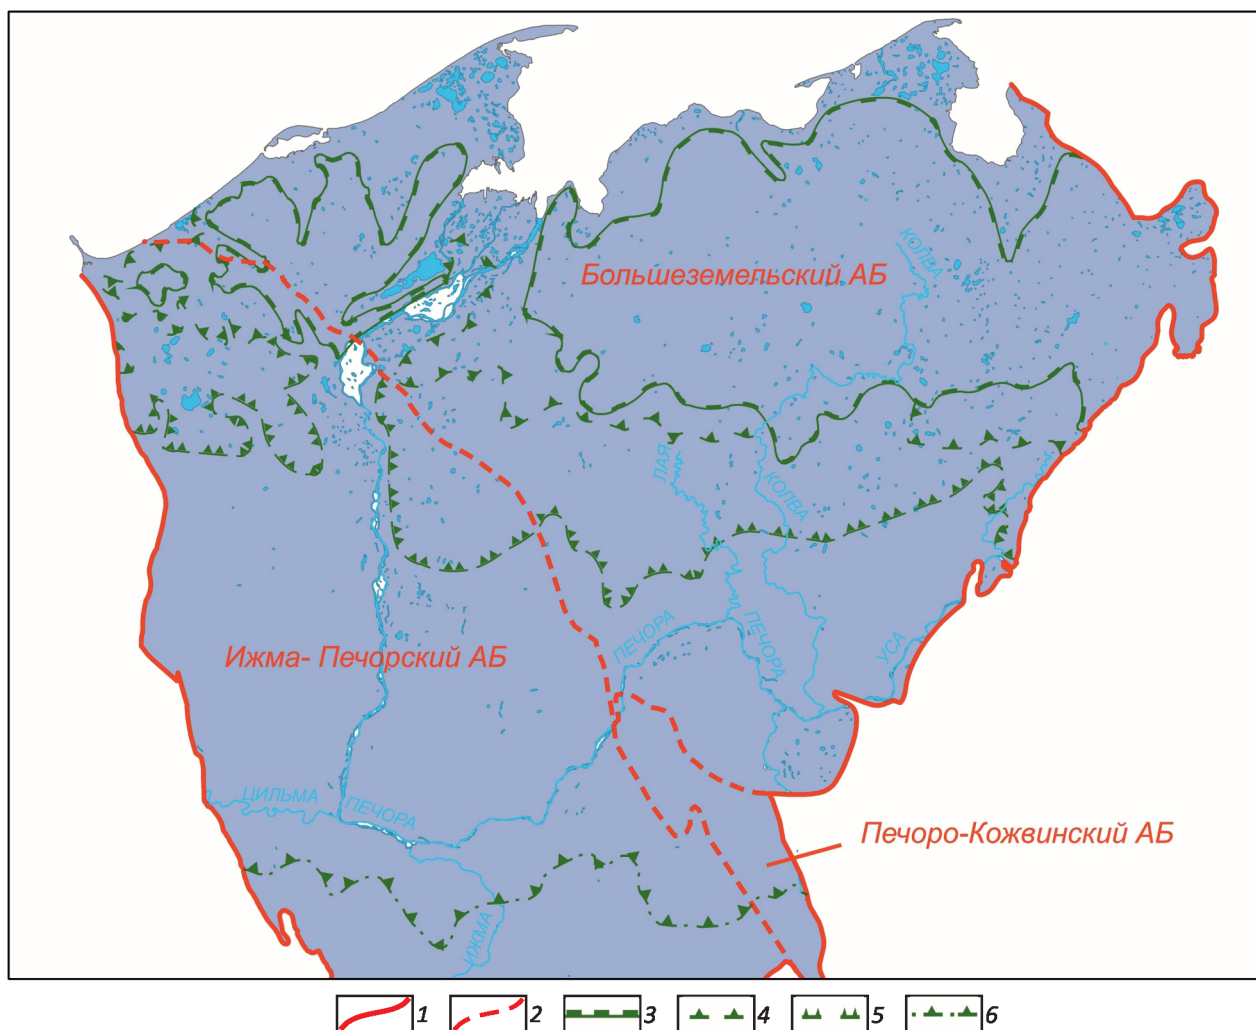 КОЛВА
Большеземельский АБ
ЛАЯ
КОЛВА
ПЕЧОРА
ПЕЧОРА
УСА
Ижма- Печорский АБ
ЦИЛЬМА
ПЕЧОРА
Печоро-Кожвинский АБ
ИЖМА
1 2 3 4 5 6